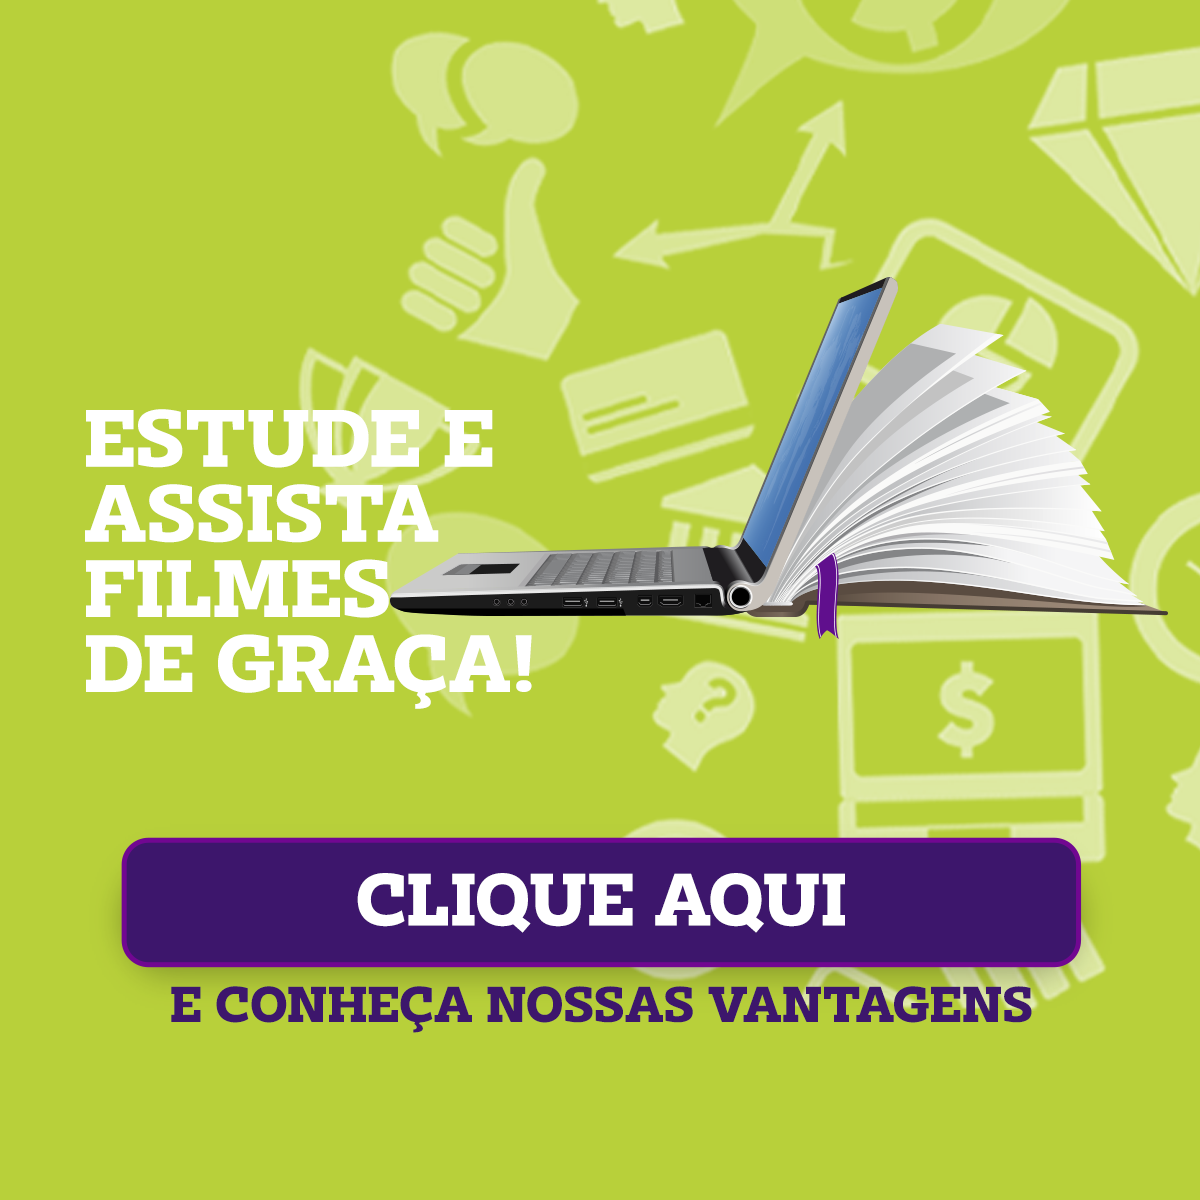 ESTUDE E
ASSISTA
FILMES
DE GRAÇA!
CLIQUE AQUI
E CONHEÇA NOSSAS VANTAGENS